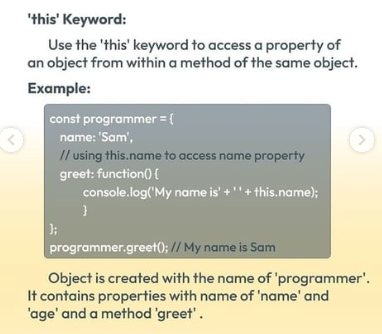 'this' Keyword:
Use the 'this' keyword to access a property of
an object from within a method of the same object.
Example:
const programmer = {
name: 'Sam',
// using this.name to access name property
greet: function() {
console.log('My name is' + ' ' + this.name);
}
};
programmer.greet(); // My name is Sam
Object is created with the name of 'programmer'.
It contains properties with name of 'name' and
'age' and a method 'greet' .